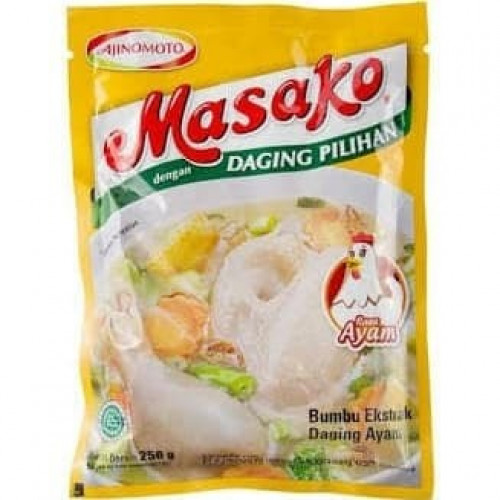 AJINOMOTO
Masako
dengan
DAGING PILIHAN
Rasa
Ayam
Bumbu Ekstrak
Daging Ayam
250 g